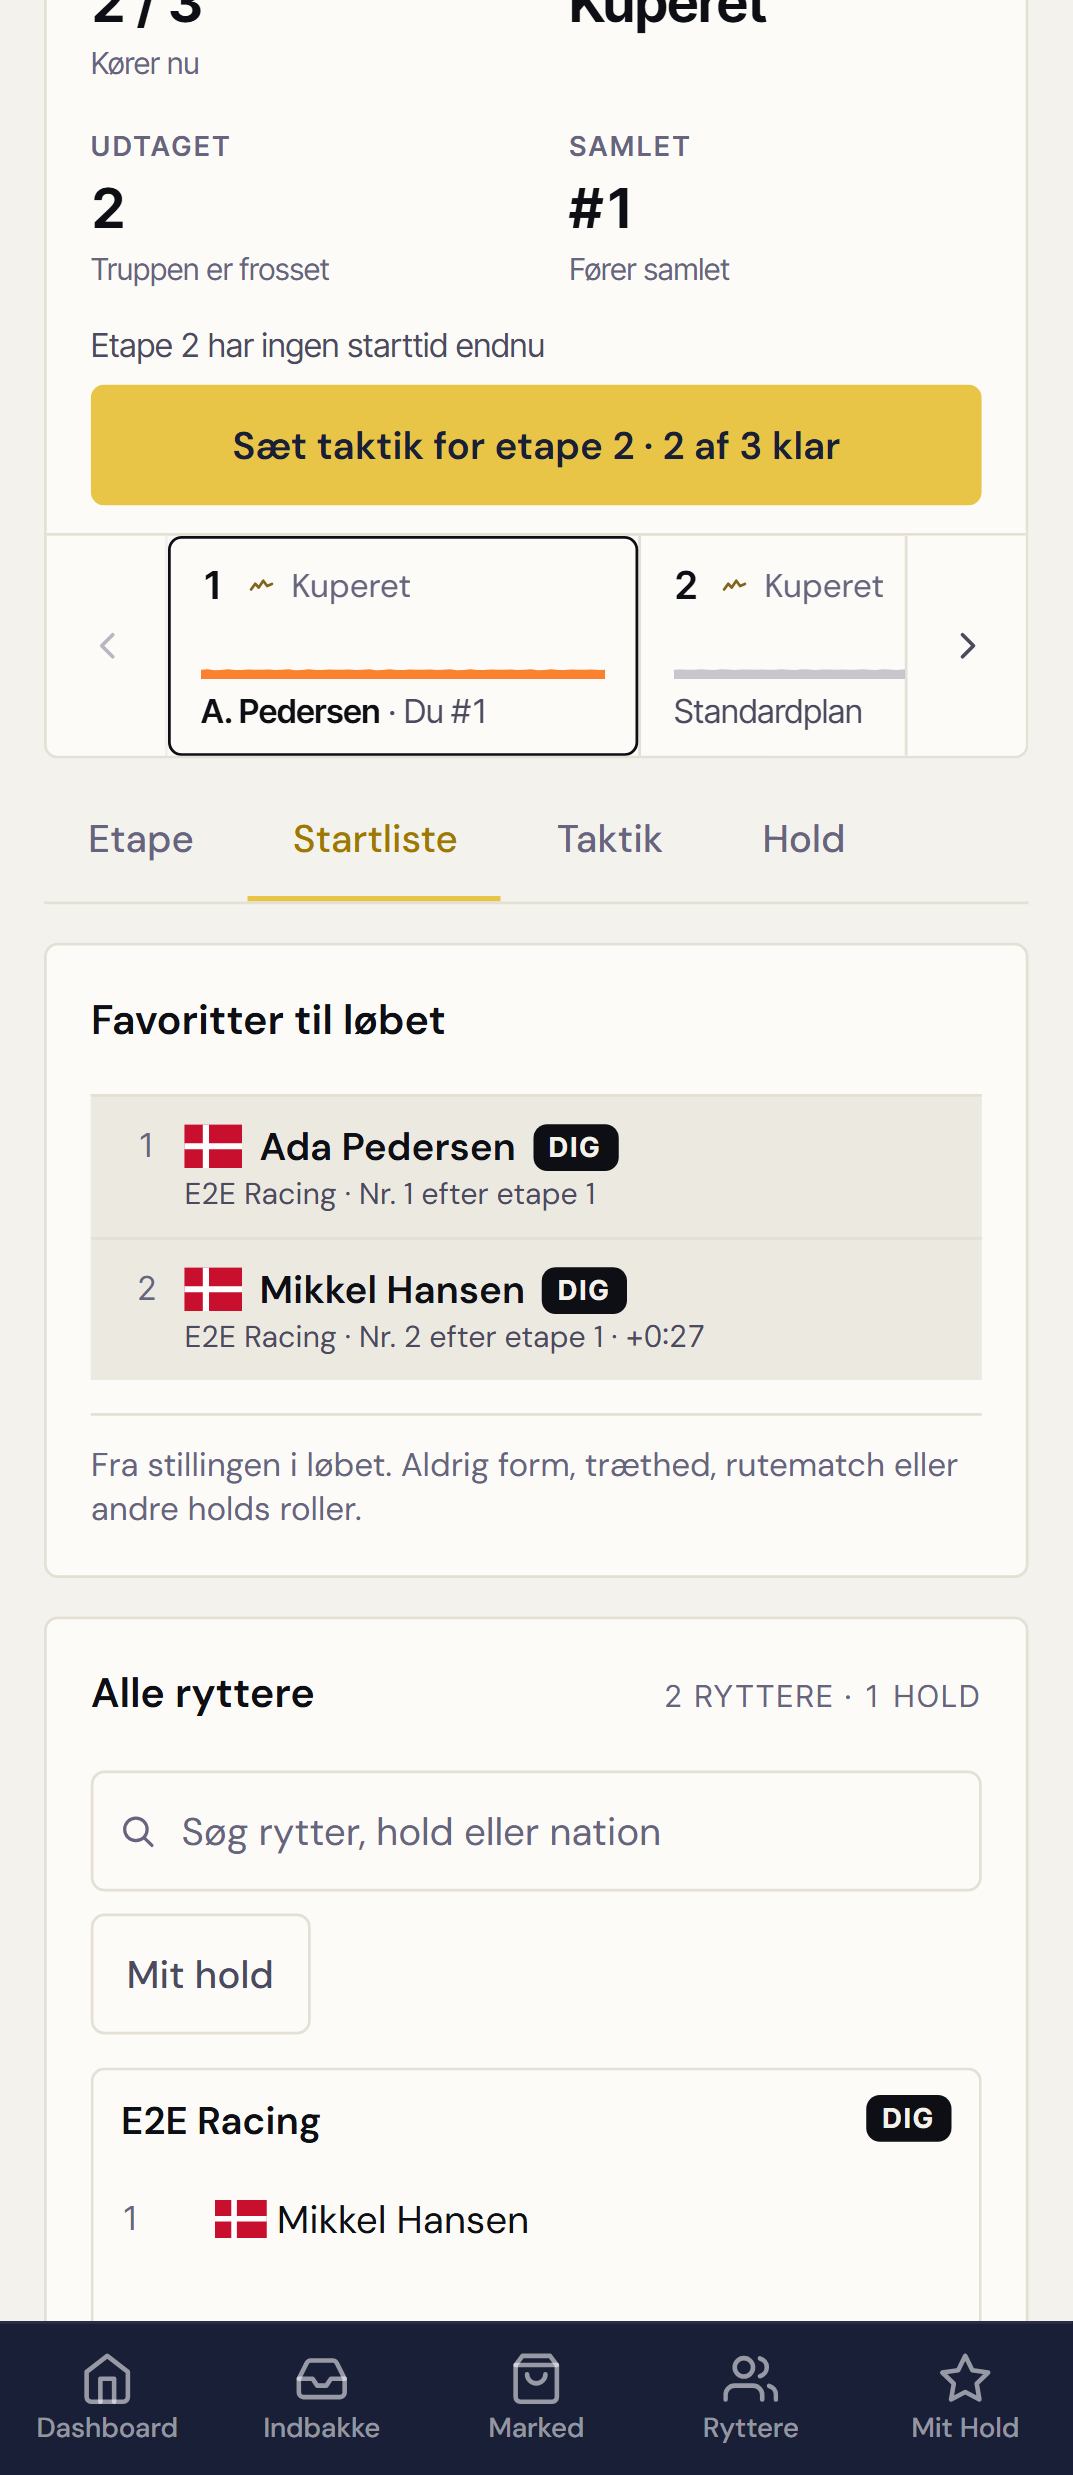 2 / 3
Kuperet
Kører nu
UDTAGET
SAMLET
2
#1
Truppen er frosset
Fører samlet
Etape 2 har ingen starttid endnu
Sæt taktik for etape 2 · 2 af 3 klar
1 Kuperet
2 Kuperet
A. Pedersen · Du #1
Standardplan
Etape Startliste Taktik Hold
Favoritter til løbet
1 Ada Pedersen DIG
E2E Racing · Nr. 1 efter etape 1
2 Mikkel Hansen DIG
E2E Racing · Nr. 2 efter etape 1 · +0:27
Fra stillingen i løbet. Aldrig form, træthed, rutematch eller
andre holds roller.
Alle ryttere
2 RYTTERE · 1 HOLD
Søg rytter, hold eller nation
Mit hold
E2E Racing DIG
1 Mikkel Hansen
Dashboard Indbakke Marked Ryttere Mit Hold